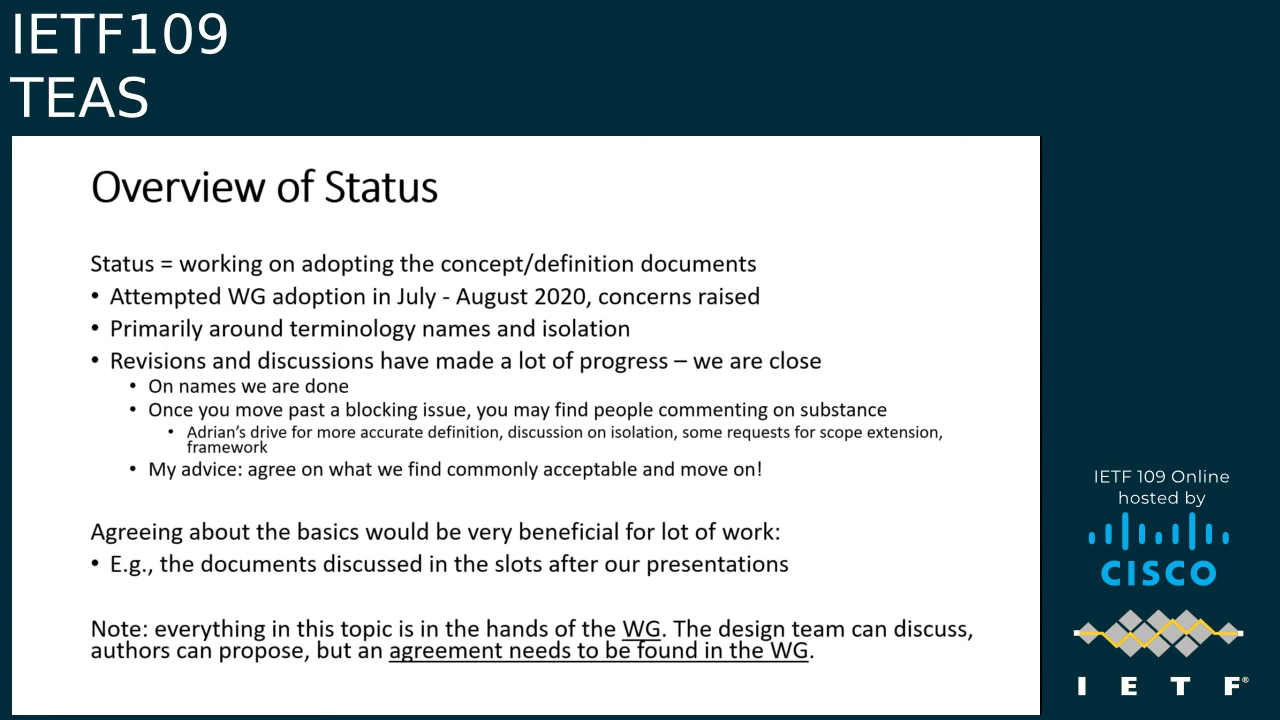 IETF109
TEAS
Overview of Status
Status = working on adopting the concept/definition documents
• Attempted WG adoption in July - August 2020, concerns raised
• Primarily around terminology names and isolation
• Revisions and discussions have made a lot of progress – we are close
• On names we are done
• Once you move past a blocking issue, you may find people commenting on substance
• Adrian's drive for more accurate definition, discussion on isolation, some requests for scope extension,
framework
• My advice: agree on what we find commonly acceptable and move on!
Agreeing about the basics would be very beneficial for lot of work:
• E.g., the documents discussed in the slots after our presentations
Note: everything in this topic is in the hands of the WG. The design team can discuss,
authors can propose, but an agreement needs to be found in the WG.
IETF 109 Online
hosted by
CISCO
I E T F®